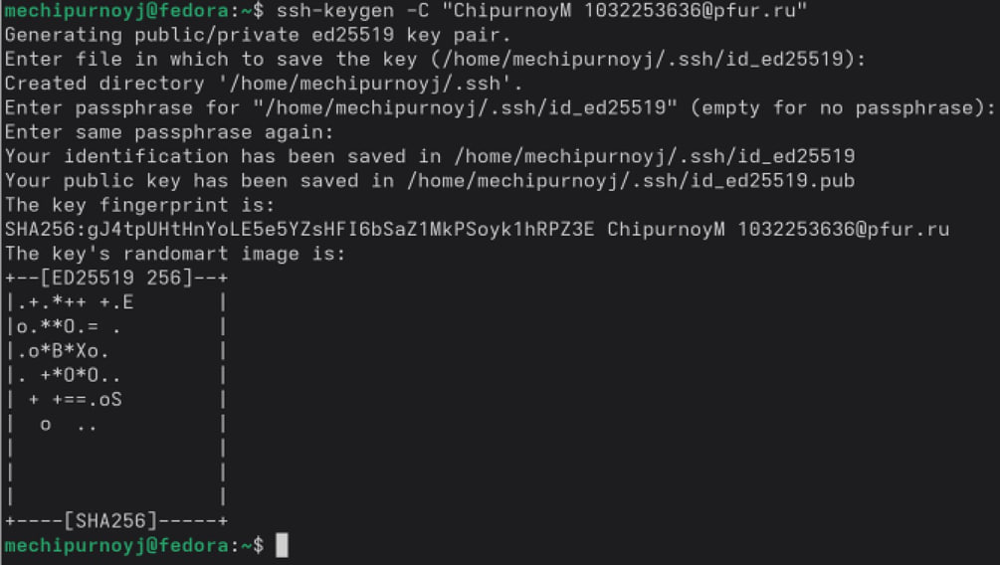 mechipurnoyj@fedora:~$ ssh-keygen -C "ChipurnoyM 1032253636@pfur.ru"
Generating public/private ed25519 key pair.
Enter file in which to save the key (/home/mechipurnoyj/.ssh/id_ed25519):
Created directory '/home/mechipurnoyj/.ssh'.
Enter passphrase for "/home/mechipurnoyj/.ssh/id_ed25519" (empty for no passphrase):
Enter same passphrase again:
Your identification has been saved in /home/mechipurnoyj/.ssh/id_ed25519
Your public key has been saved in /home/mechipurnoyj/.ssh/id_ed25519.pub
The key fingerprint is:
SHA256:gJ4tpUHtHnYoLE5e5YZsHFI6bSaZ1MkPSoyk1hRPZ3E ChipurnoyM 1032253636@pfur.ru
The key's randomart image is:
+--[ED25519 256]--+
|.+.*++ +.E       |
|o.**O.= .        |
|.o*B*Xo.         |
|. +*O*O..        |
| + +==.oS        |
|  o  ..          |
|                 |
|                 |
|                 |
+----[SHA256]-----+
mechipurnoyj@fedora:~$